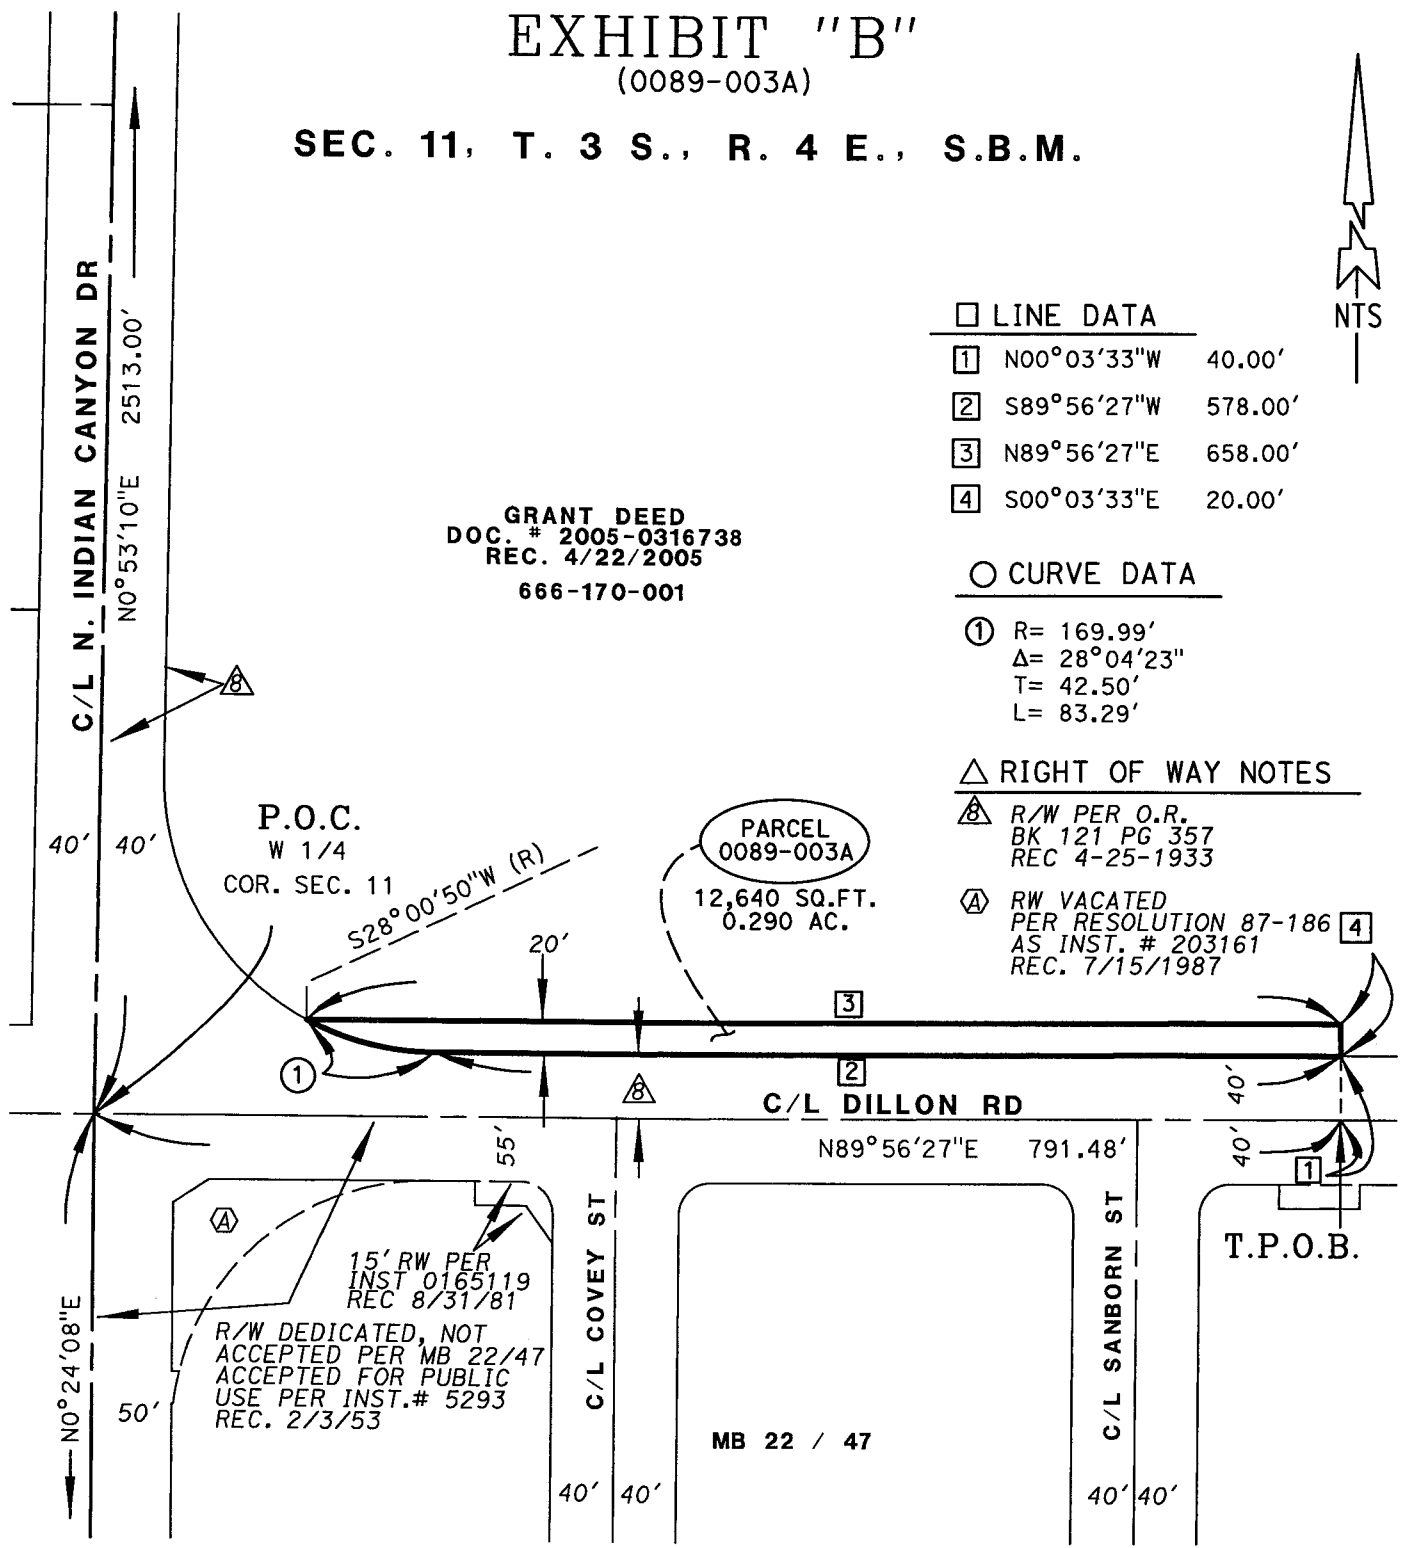 EXHIBIT "B"
(0089-003A)
SEC. 11, T. 3 S., R. 4 E., S.B.M.
NTS
C/L N. INDIAN CANYON DR
N0°53'10"E 2513.00'
□ LINE DATA
1 N00°03'33"W 40.00'
2 S89°56'27"W 578.00'
3 N89°56'27"E 658.00'
4 S00°03'33"E 20.00'
GRANT DEED
DOC. # 2005-0316738
REC. 4/22/2005
666-170-001
○ CURVE DATA
1 R= 169.99'
Δ= 28°04'23"
T= 42.50'
L= 83.29'
8
△ RIGHT OF WAY NOTES
8 R/W PER O.R.
BK 121 PG 357
REC 4-25-1933
A RW VACATED
PER RESOLUTION 87-186
AS INST. # 203161
REC. 7/15/1987
40' 40'
P.O.C.
W 1/4
COR. SEC. 11
S28°00'50"W (R)
PARCEL
0089-003A
12,640 SQ.FT.
0.290 AC.
4
20'
3
1
8
2
40'
C/L DILLON RD
N89°56'27"E 791.48'
55'
40'
1
T.P.O.B.
A
15' RW PER
INST 0165119
REC 8/31/81
R/W DEDICATED, NOT
ACCEPTED PER MB 22/47
ACCEPTED FOR PUBLIC
USE PER INST.# 5293
REC. 2/3/53
N0°24'08"E
50'
C/L COVEY ST
C/L SANBORN ST
MB 22 / 47
40' 40'
40' 40'